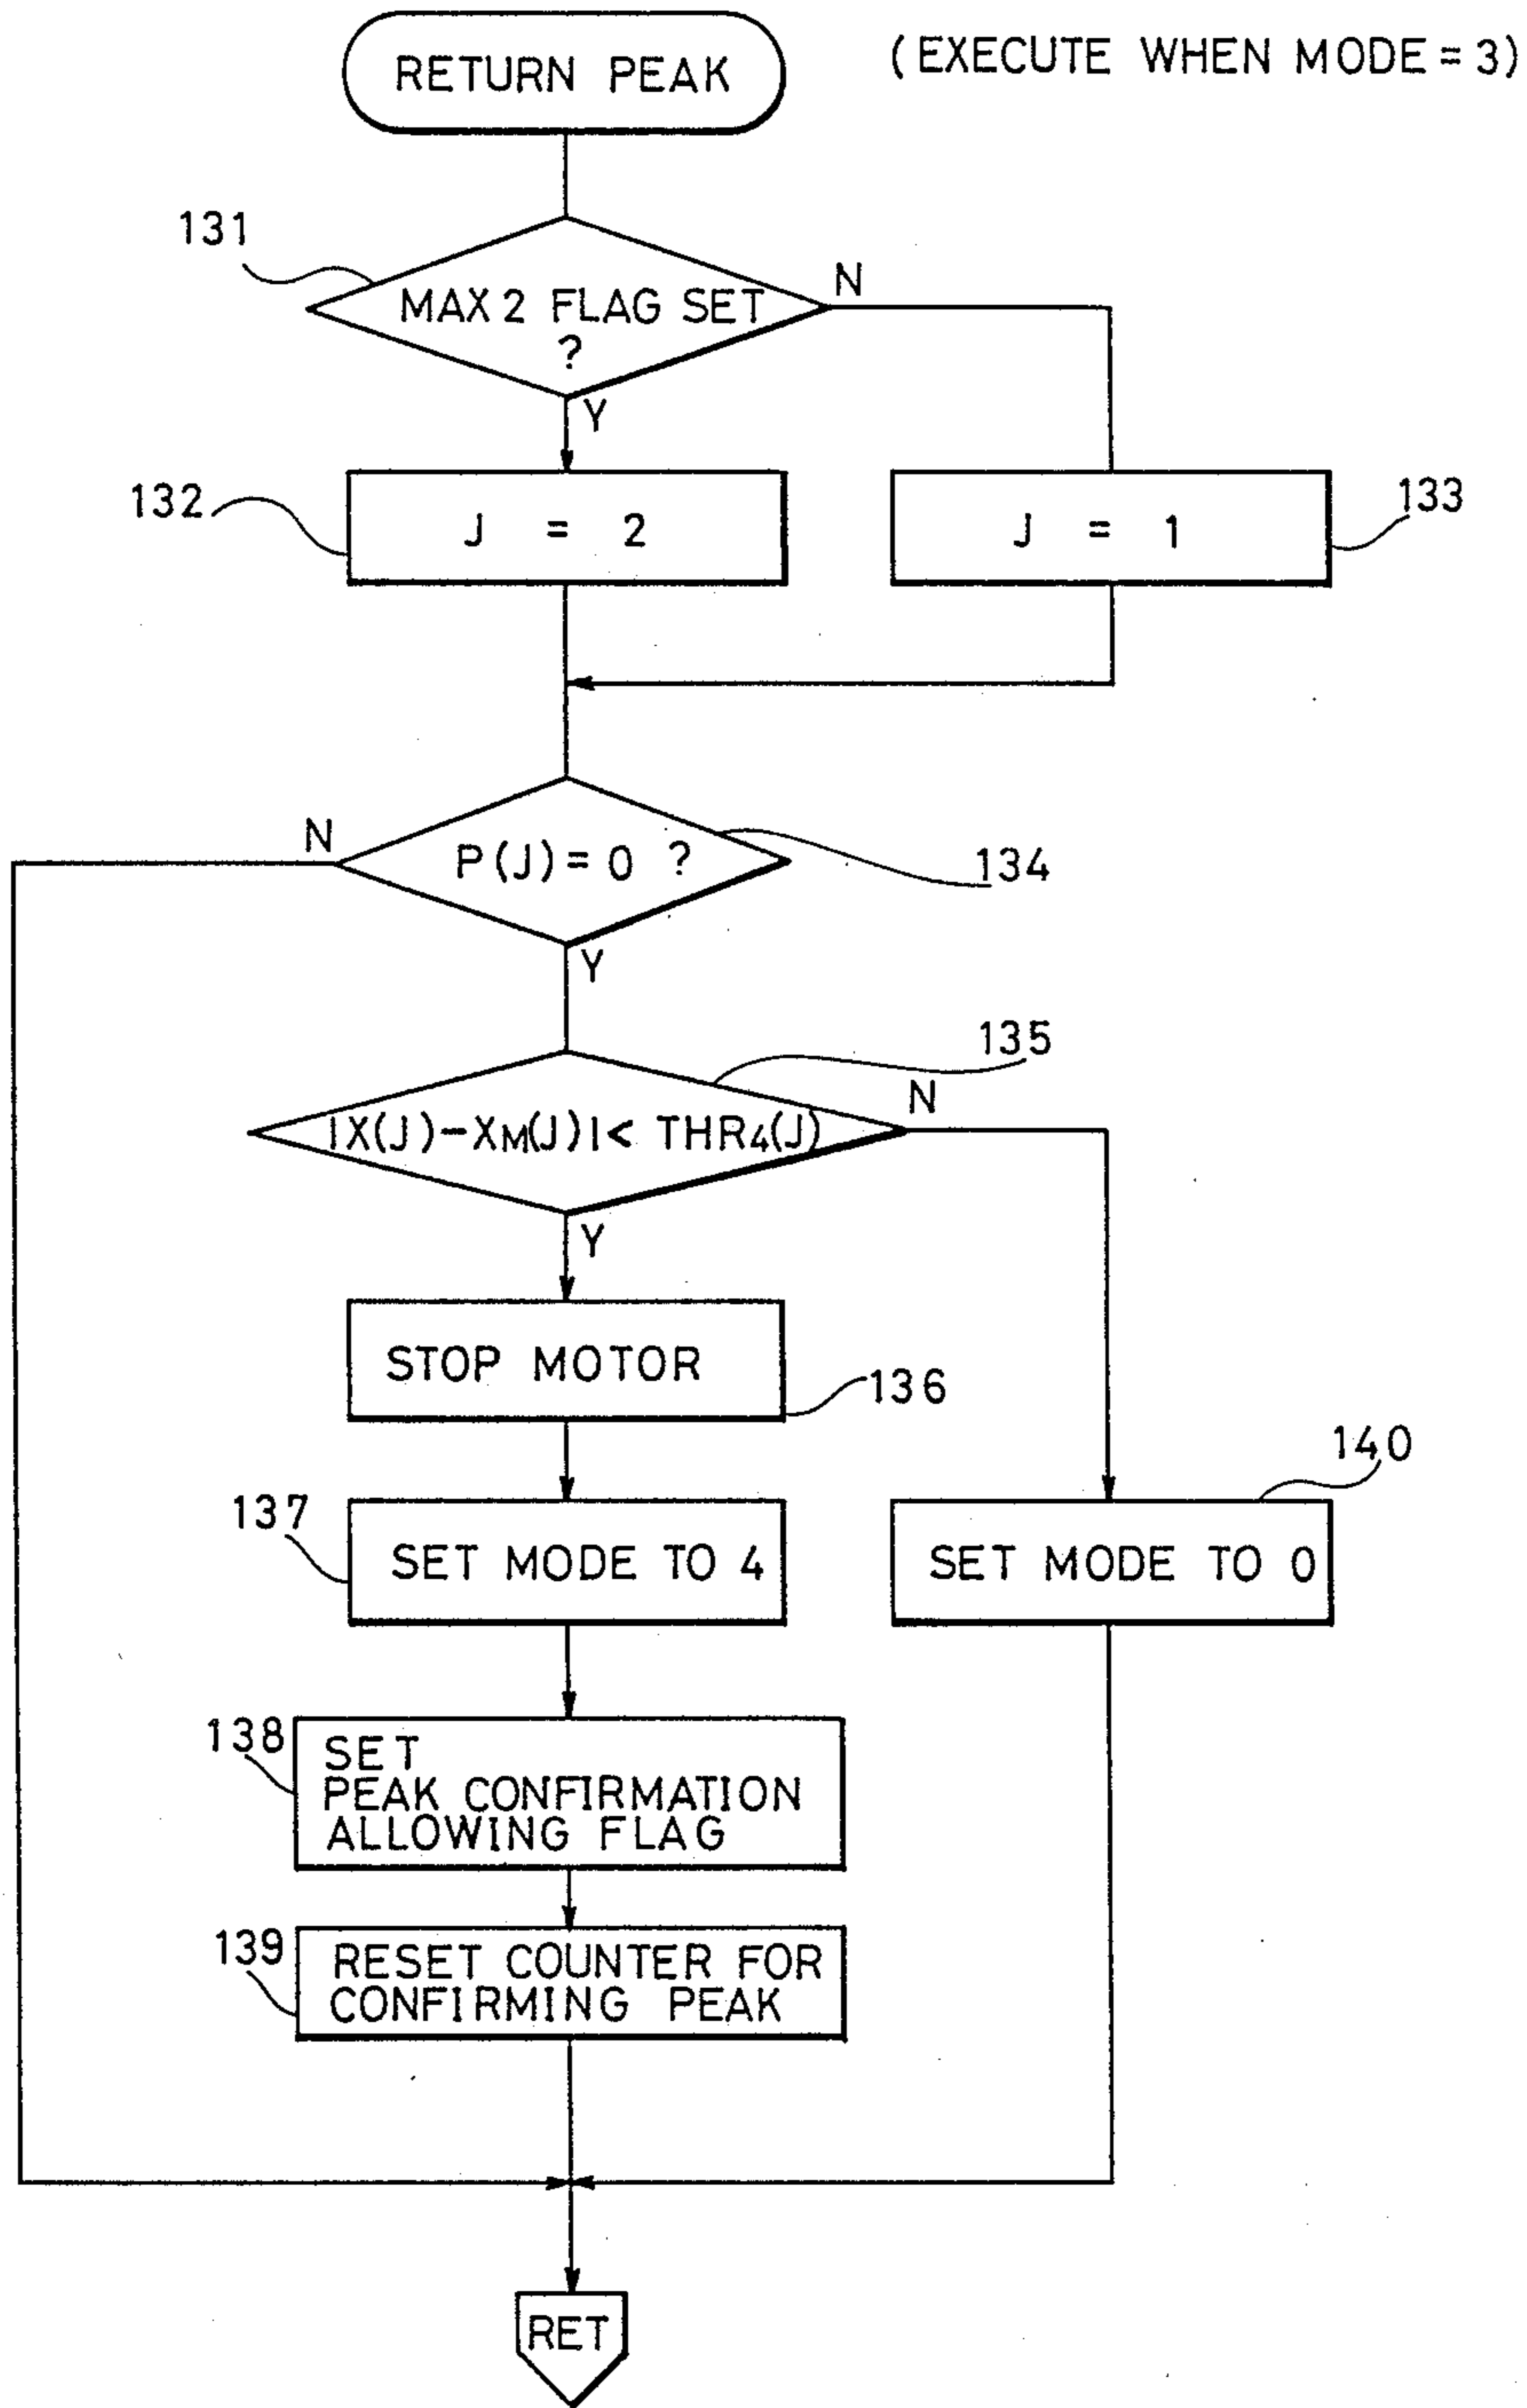 RETURN PEAK
(EXECUTE WHEN MODE = 3)
131
MAX 2 FLAG SET
?
N
Y
132
J = 2
J = 1
133
N
P(J)=0 ?
134
Y
135
|X(J)-XM(J)|< THR4(J)
N
Y
STOP MOTOR
136
137
SET MODE TO 4
140
SET MODE TO 0
138
SET
PEAK CONFIRMATION
ALLOWING FLAG
139
RESET COUNTER FOR
CONFIRMING PEAK
RET